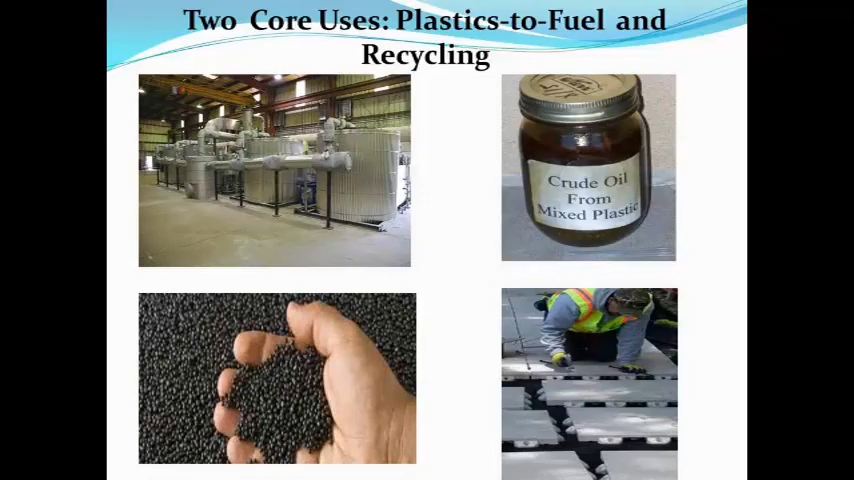 Two Core Uses: Plastics-to-Fuel and
Recycling
Crude Oil
From
Mixed Plastic